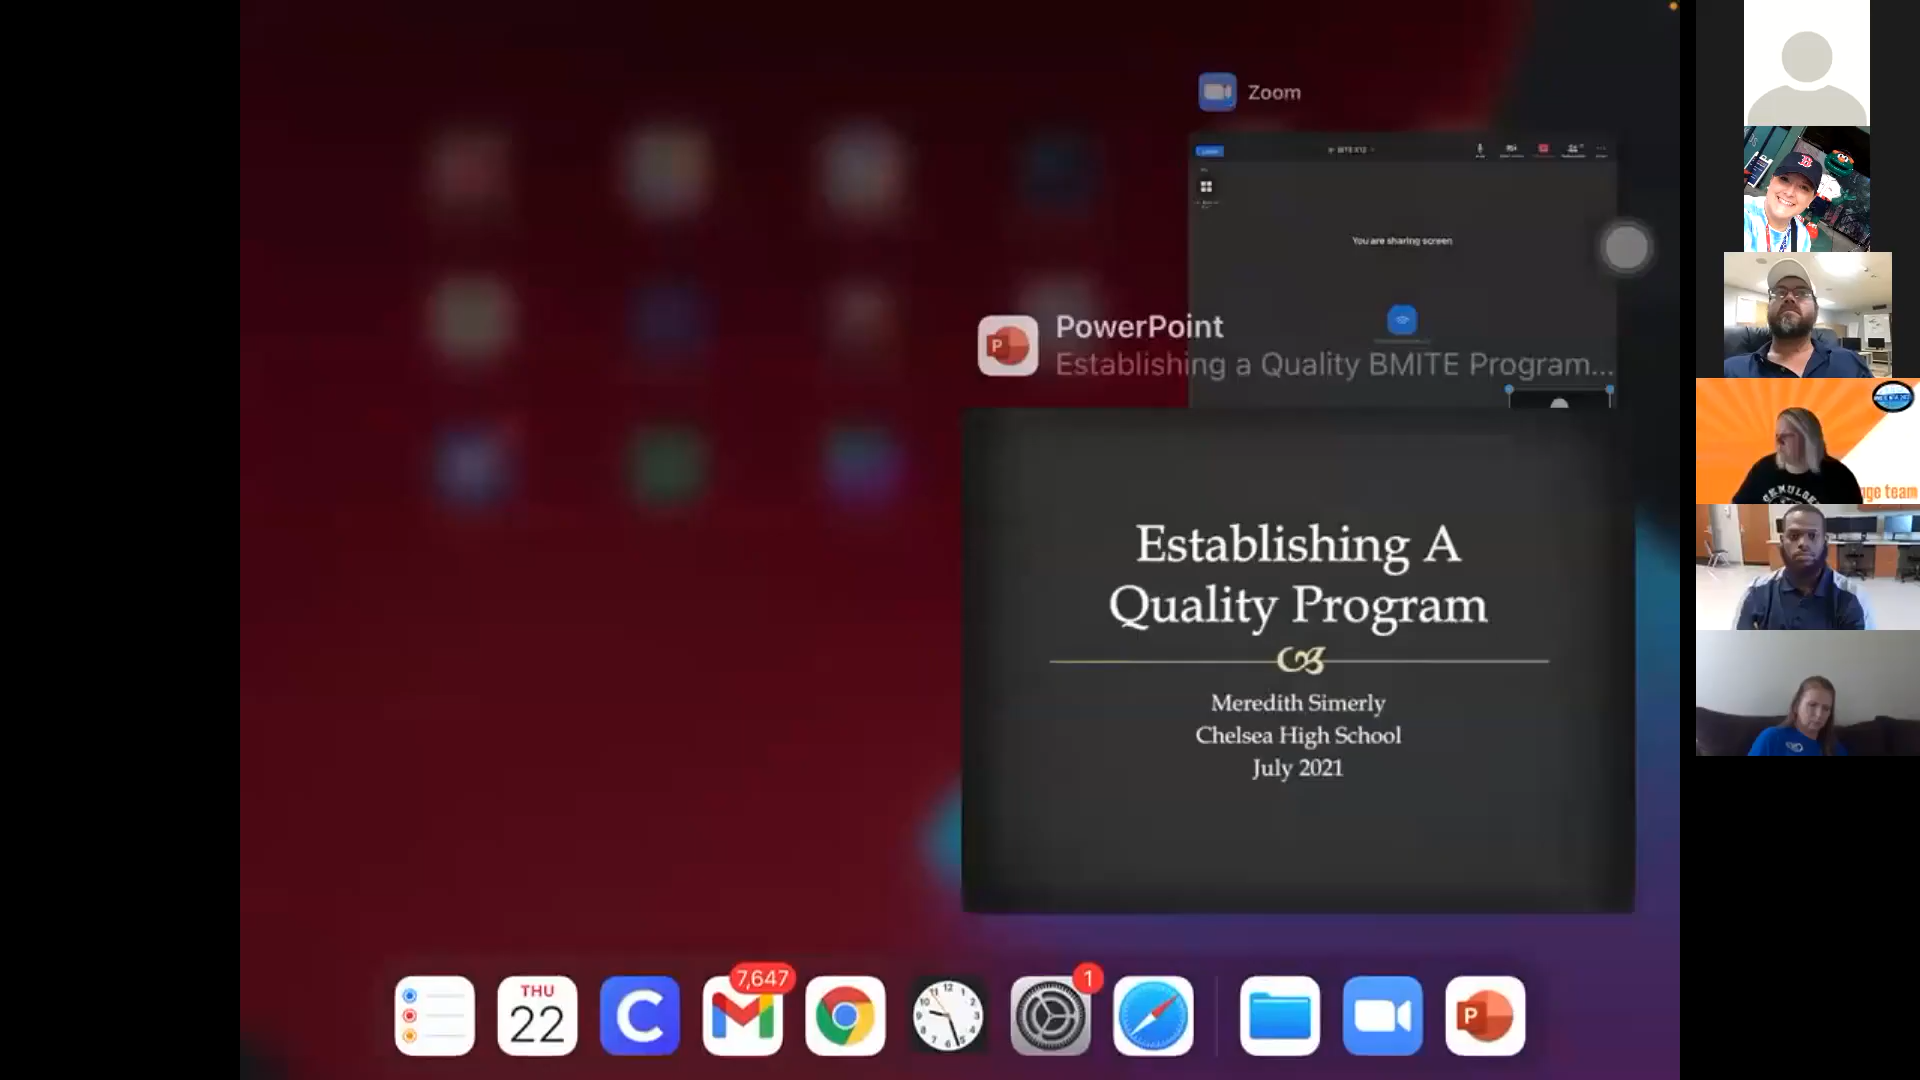 Zoom
You are sharing screen
PowerPoint
Establishing a Quality BMITE Program...
Establishing A
Quality Program
Meredith Simerly
Chelsea High School
July 2021
nge team
THU
22
7,647
1